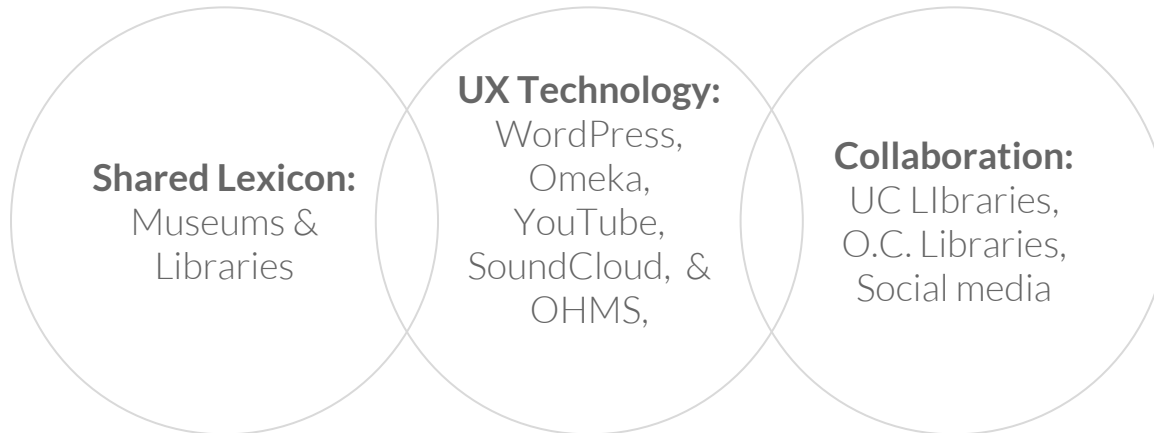 Shared Lexicon:
Museums &
Libraries
UX Technology:
WordPress,
Omeka,
YouTube,
SoundCloud, &
OHMS,
Collaboration:
UC LIbraries,
O.C. Libraries,
Social media